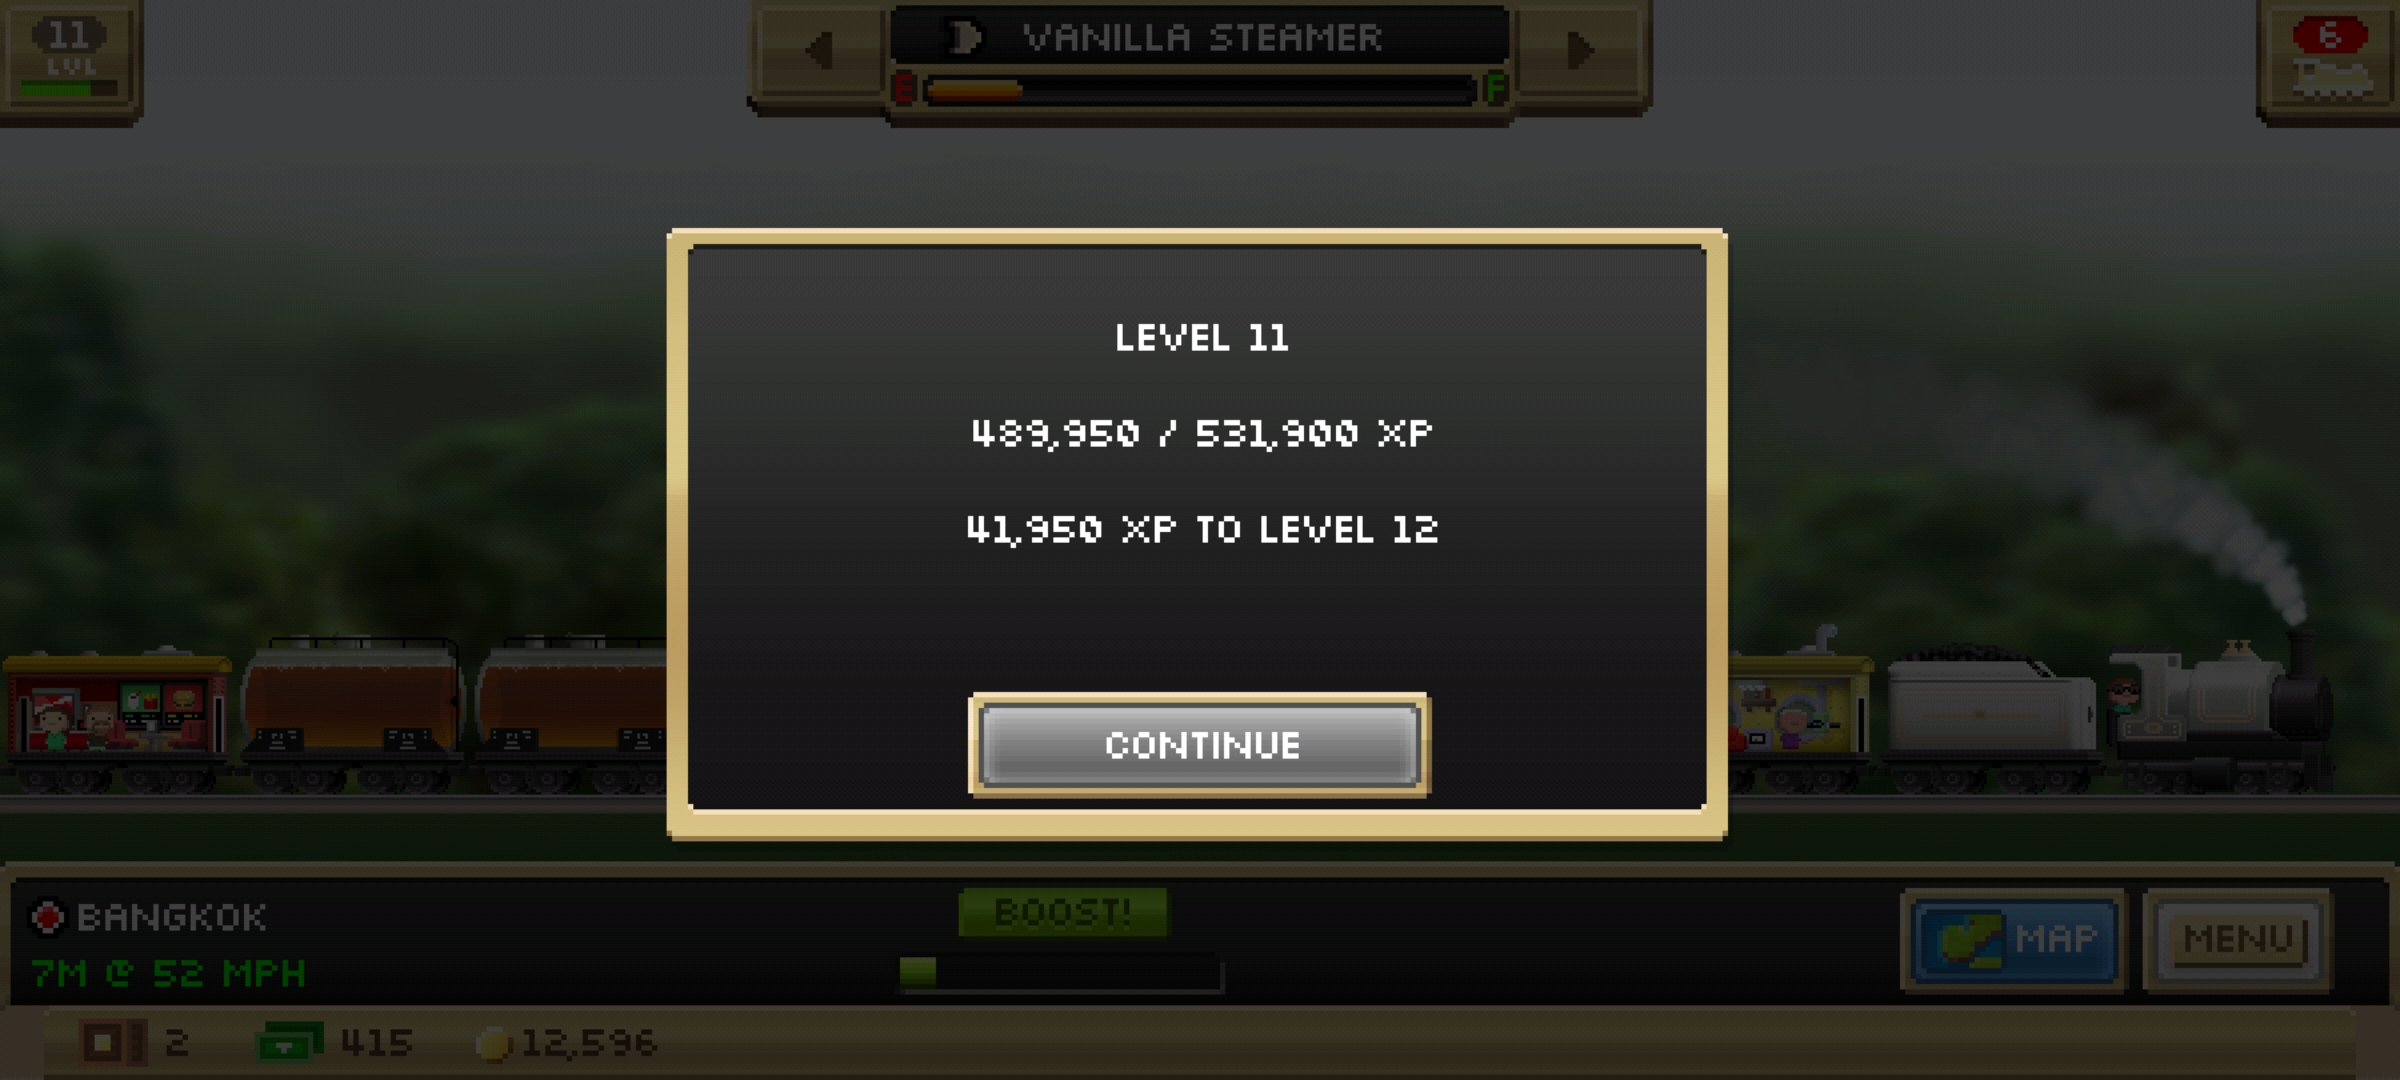 11
LVL
VANILLA STEAMER
E F
6
LEVEL 11
489,950 / 531,900 XP
41,950 XP TO LEVEL 12
CONTINUE
BANGKOK
7M @ 52 MPH
BOOST!
MAP
MENU
2 415 12,596